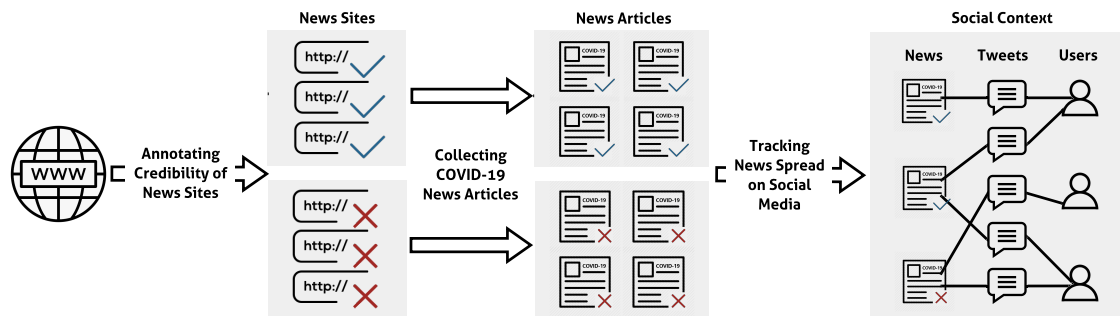 WWW
Annotating
Credibility of
News Sites
News Sites
http://
http://
http://
http://
http://
http://
Collecting
COVID-19
News Articles
News Articles
COVID-19
COVID-19
COVID-19
COVID-19
COVID-19
COVID-19
COVID-19
COVID-19
Tracking
News Spread
on Social
Media
Social Context
News
Tweets
Users
COVID-19
COVID-19
COVID-19